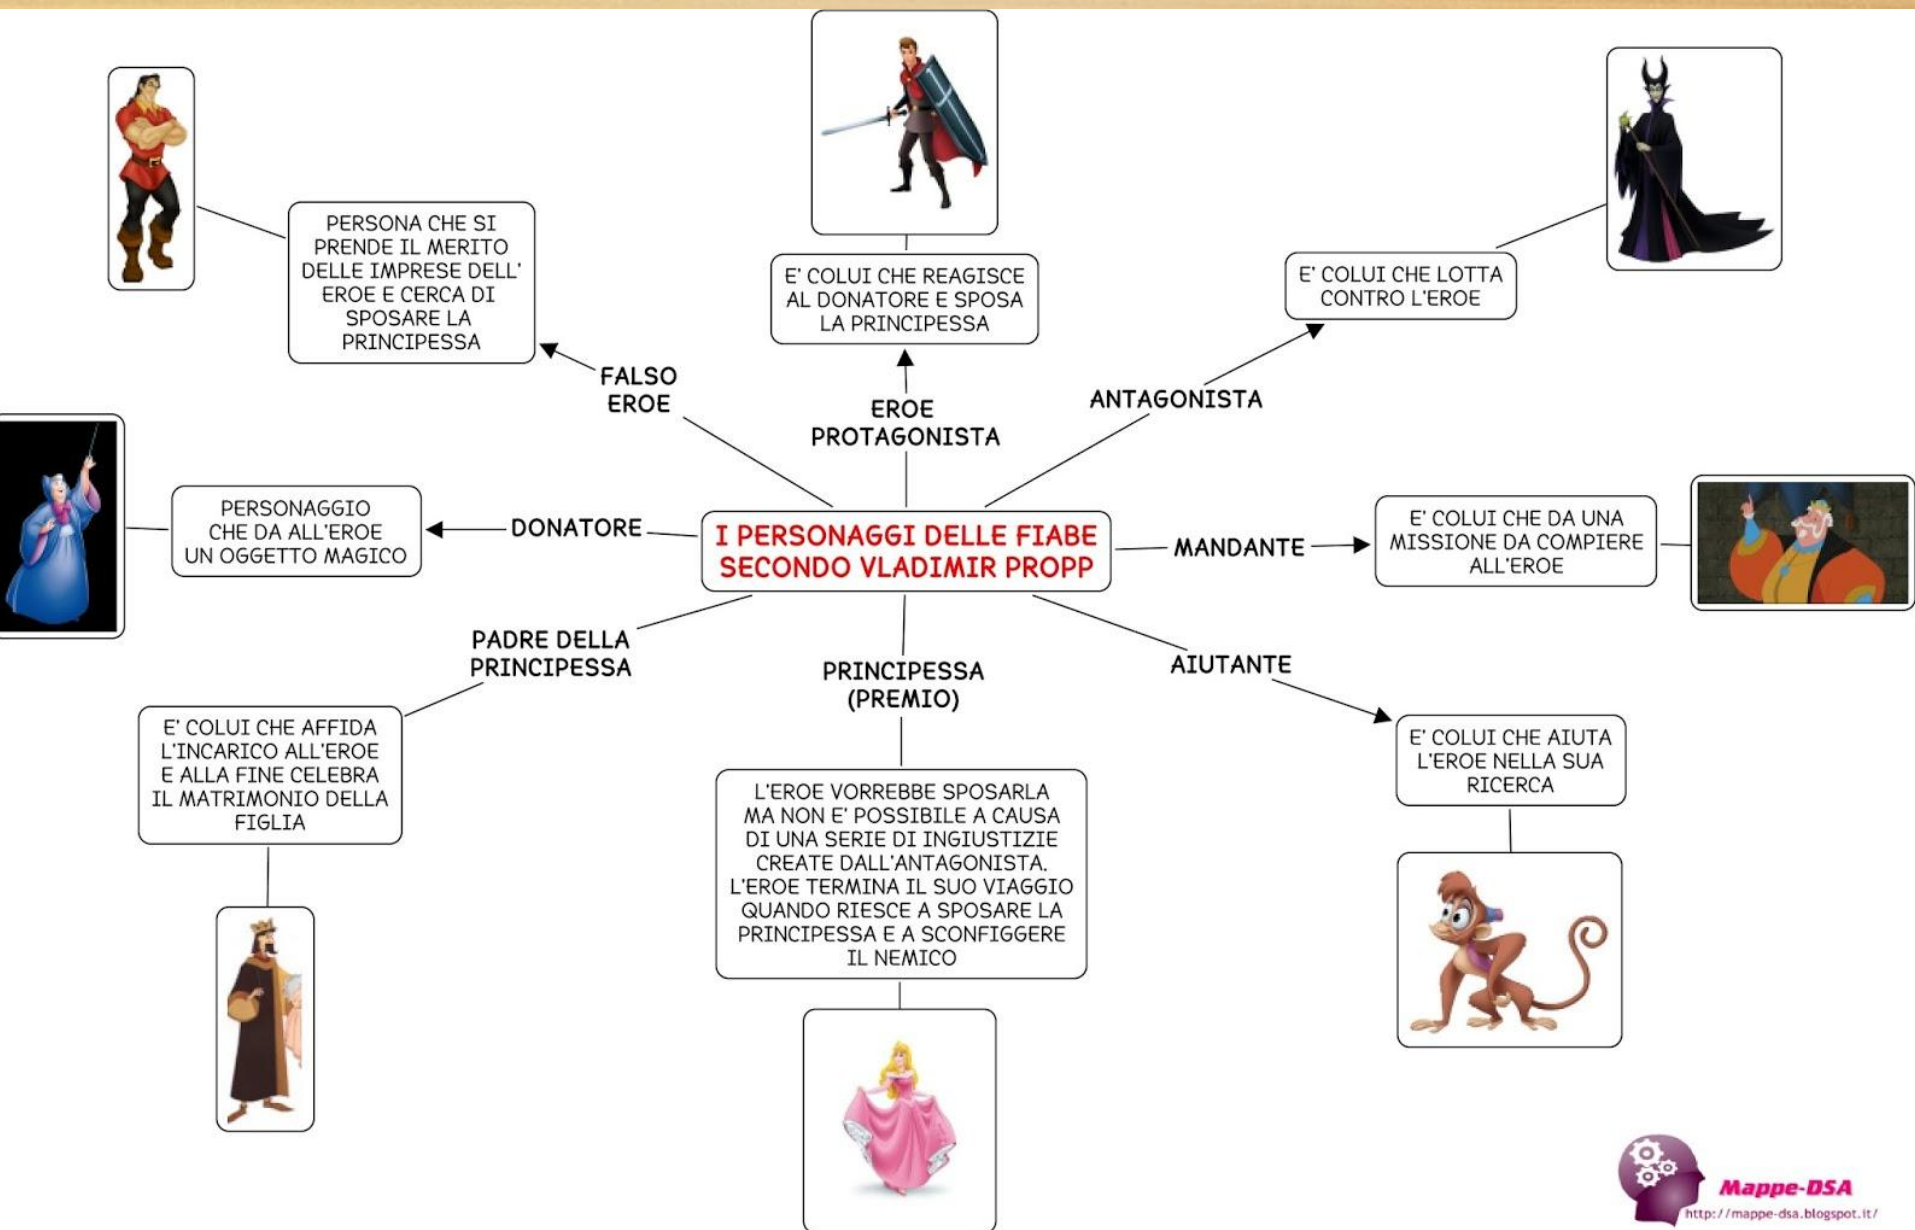 PERSONA CHE SI
PRENDE IL MERITO
DELLE IMPRESE DELL'
EROE E CERCA DI
SPOSARE LA
PRINCIPESSA
FALSO
EROE
E' COLUI CHE REAGISCE
AL DONATORE E SPOSA
LA PRINCIPESSA
EROE
PROTAGONISTA
E' COLUI CHE LOTTA
CONTRO L'EROE
ANTAGONISTA
PERSONAGGIO
CHE DA ALL'EROE
UN OGGETTO MAGICO
DONATORE
I PERSONAGGI DELLE FIABE
SECONDO VLADIMIR PROPP
MANDANTE
E' COLUI CHE DA UNA
MISSIONE DA COMPIERE
ALL'EROE
PADRE DELLA
PRINCIPESSA
E' COLUI CHE AFFIDA
L'INCARICO ALL'EROE
E ALLA FINE CELEBRA
IL MATRIMONIO DELLA
FIGLIA
PRINCIPESSA
(PREMIO)
L'EROE VORREBBE SPOSARLA
MA NON E' POSSIBILE A CAUSA
DI UNA SERIE DI INGIUSTIZIE
CREATE DALL'ANTAGONISTA.
L'EROE TERMINA IL SUO VIAGGIO
QUANDO RIESCE A SPOSARE LA
PRINCIPESSA E A SCONFIGGERE
IL NEMICO
AIUTANTE
E' COLUI CHE AIUTA
L'EROE NELLA SUA
RICERCA
Mappe-DSA
http://mappe-dsa.blogspot.it/